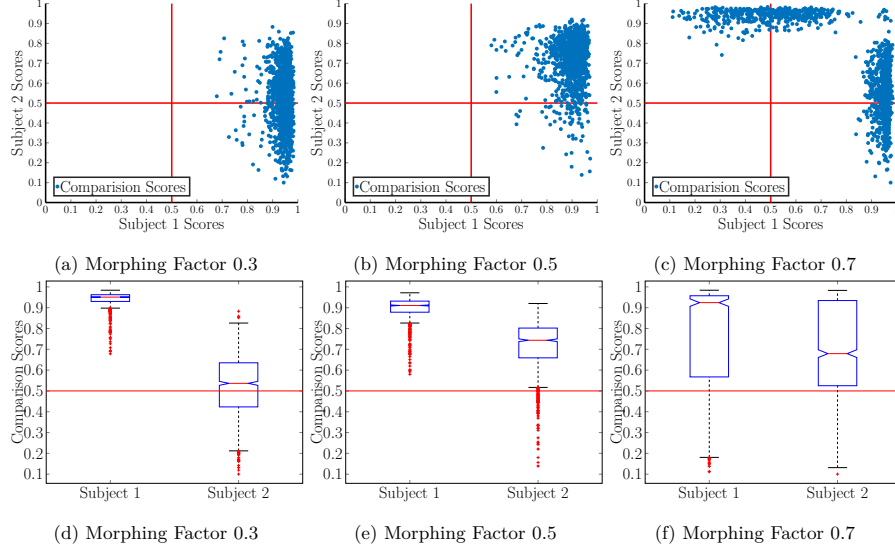 1
0.9
0.8
0.7
0.6
0.5
0.4
0.3
0.2
0.1
0
Subject 2 Scores
Comparision Scores
0 0.1 0.2 0.3 0.4 0.5 0.6 0.7 0.8 0.9 1
Subject 1 Scores
(a) Morphing Factor 0.3
1
0.9
0.8
0.7
0.6
0.5
0.4
0.3
0.2
0.1
0
Subject 2 Scores
Comparision Scores
0 0.1 0.2 0.3 0.4 0.5 0.6 0.7 0.8 0.9 1
Subject 1 Scores
(b) Morphing Factor 0.5
1
0.9
0.8
0.7
0.6
0.5
0.4
0.3
0.2
0.1
0
Subject 2 Scores
Comparision Scores
0 0.1 0.2 0.3 0.4 0.5 0.6 0.7 0.8 0.9 1
Subject 1 Scores
(c) Morphing Factor 0.7
1
0.9
0.8
0.7
0.6
0.5
0.4
0.3
0.2
0.1
Comparison Scores
Subject 1 Subject 2
(d) Morphing Factor 0.3
1
0.9
0.8
0.7
0.6
0.5
0.4
0.3
0.2
0.1
Comparison Scores
Subject 1 Subject 2
(e) Morphing Factor 0.5
1
0.9
0.8
0.7
0.6
0.5
0.4
0.3
0.2
0.1
Comparison Scores
Subject 1 Subject 2
(f) Morphing Factor 0.7